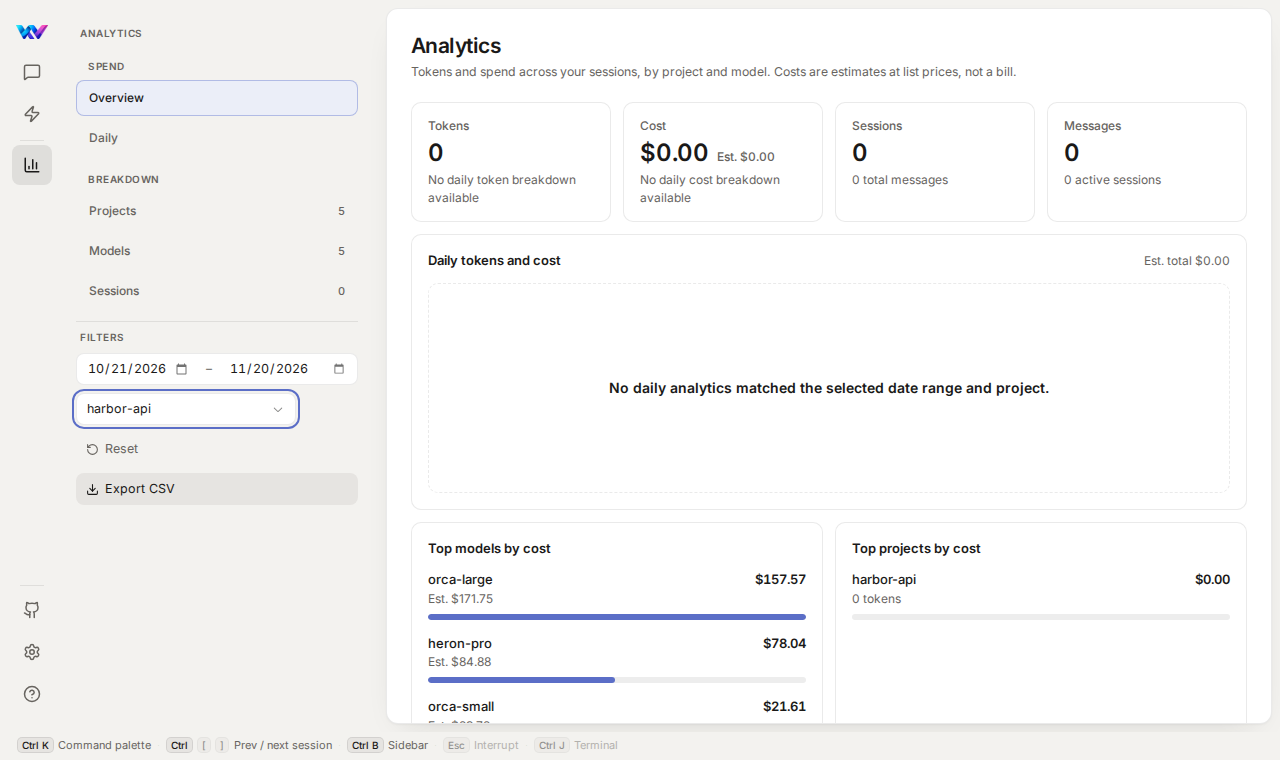 ANALYTICS
SPEND
Overview
Daily
BREAKDOWN
Projects 5
Models 5
Sessions 0
FILTERS
10/21/2026 – 11/20/2026
harbor-api
Reset
Export CSV
Analytics
Tokens and spend across your sessions, by project and model. Costs are estimates at list prices, not a bill.
Tokens
0
No daily token breakdown
available
Cost
$0.00 Est. $0.00
No daily cost breakdown
available
Sessions
0
0 total messages
Messages
0
0 active sessions
Daily tokens and cost Est. total $0.00
No daily analytics matched the selected date range and project.
Top models by cost
orca-large $157.57
Est. $171.75
heron-pro $78.04
Est. $84.88
orca-small $21.61
Top projects by cost
harbor-api $0.00
0 tokens
Ctrl K Command palette Ctrl [ ] Prev / next session Ctrl B Sidebar Esc Interrupt Ctrl J Terminal